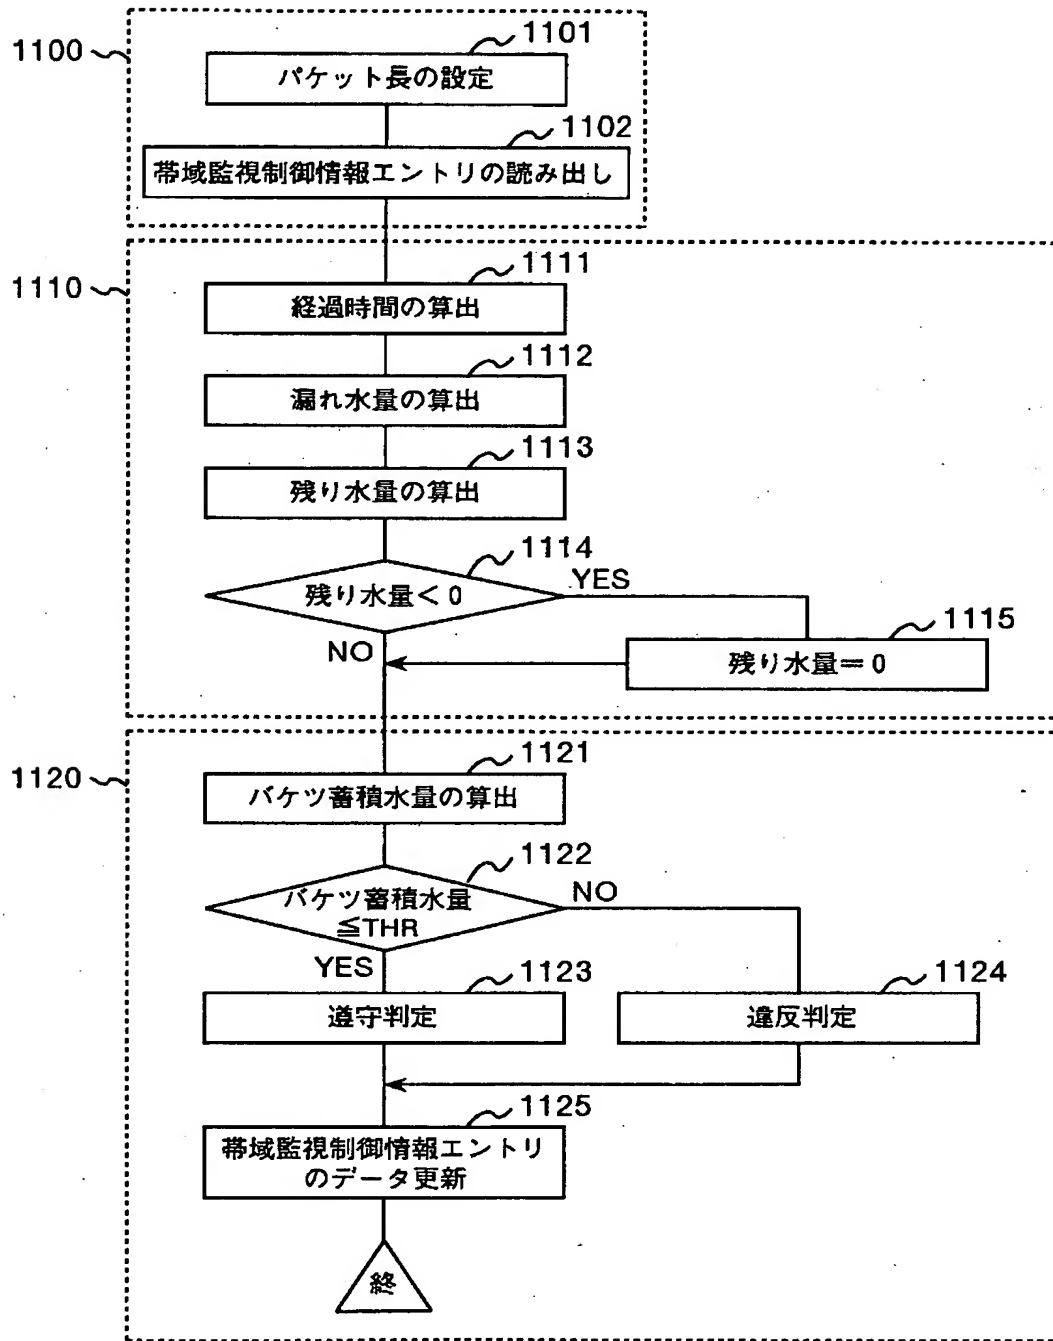 1100
1101
パケット長の設定
1102
帯域監視制御情報エントリの読み出し
1110
1111
経過時間の算出
1112
漏れ水量の算出
1113
残り水量の算出
1114
残り水量<0
YES
NO
1115
残り水量=0
1120
1121
バケツ蓄積水量の算出
1122
バケツ蓄積水量
≦THR
NO
YES
1123
遵守判定
1124
違反判定
1125
帯域監視制御情報エントリ
のデータ更新
終